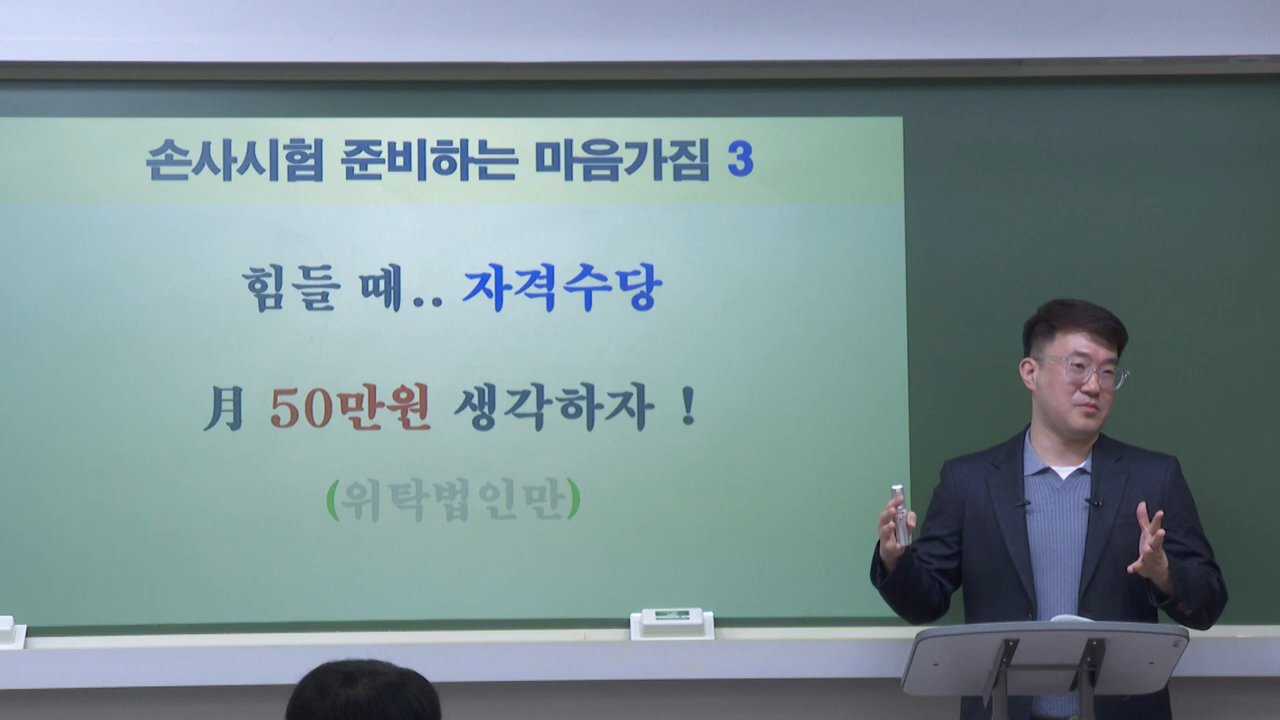 손사시험 준비하는 마음가짐 3
힘들 때.. 자격수당
月 50만원 생각하자 !
(위탁법인만)